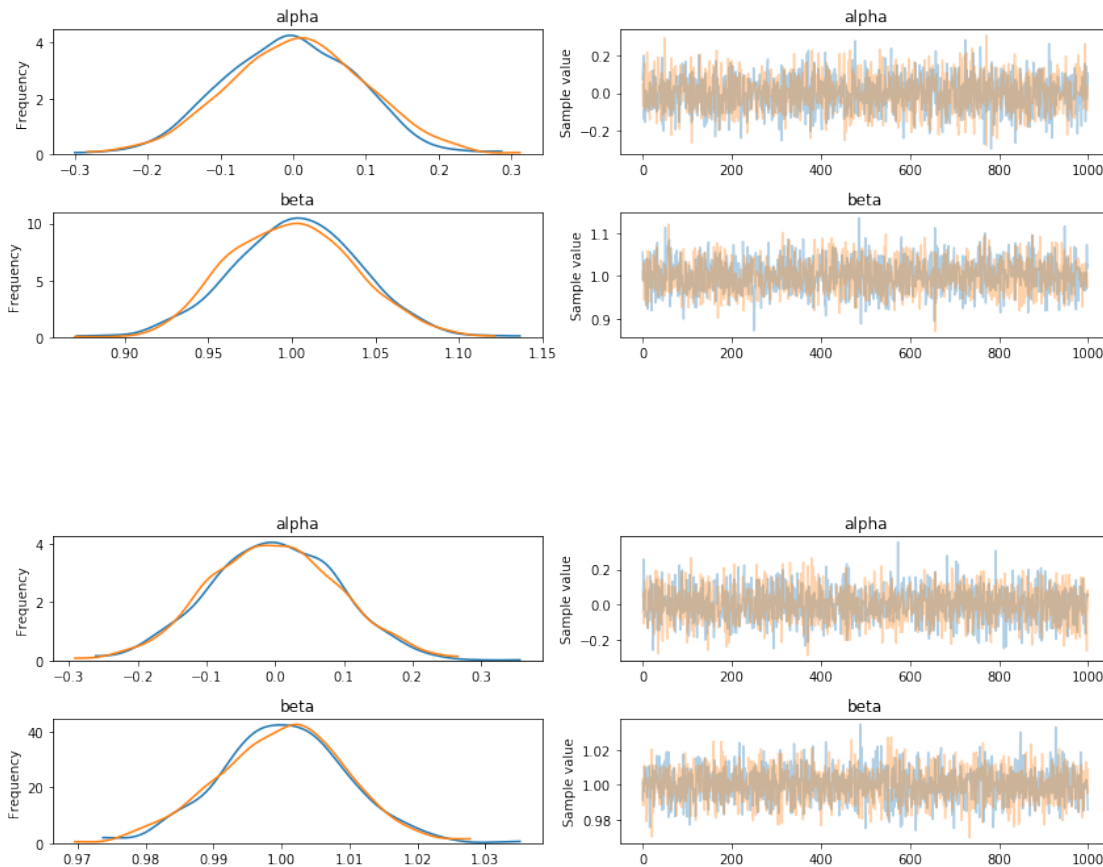 alpha
Frequency
4
2
0
−0.3 −0.2 −0.1 0.0 0.1 0.2 0.3
alpha
Sample value
0.2
0.0
−0.2
0 200 400 600 800 1000
beta
Frequency
10
5
0
0.90 0.95 1.00 1.05 1.10 1.15
beta
Sample value
1.1
1.0
0.9
0 200 400 600 800 1000
alpha
Frequency
4
2
0
−0.3 −0.2 −0.1 0.0 0.1 0.2 0.3
alpha
Sample value
0.2
0.0
−0.2
0 200 400 600 800 1000
beta
Frequency
40
20
0
0.97 0.98 0.99 1.00 1.01 1.02 1.03
beta
Sample value
1.02
1.00
0.98
0 200 400 600 800 1000